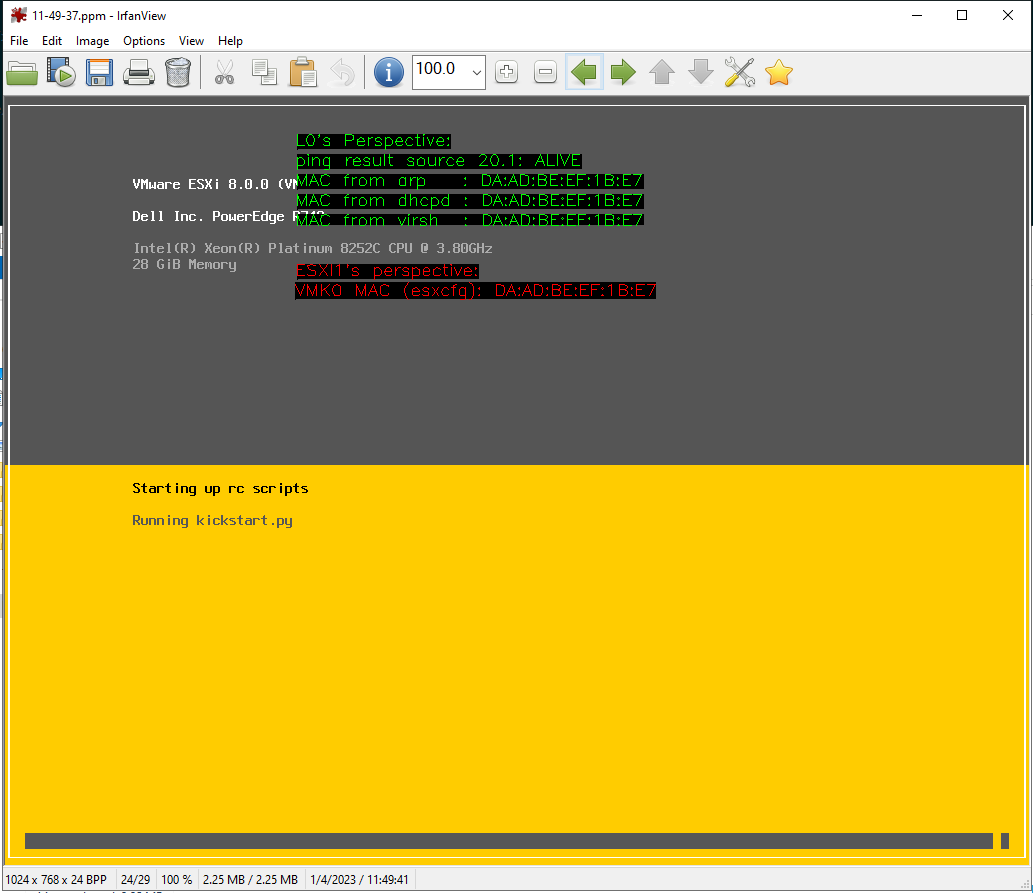 11-49-37.ppm - IrfanView
File Edit Image Options View Help
100.0
L0's Perspective:
ping result source 20.1: ALIVE
VMware ESXi 8.0.0 (VM
MAC from arp : DA:AD:BE:EF:1B:E7
MAC from dhcpd : DA:AD:BE:EF:1B:E7
Dell Inc. PowerEdge
MAC from virsh : DA:AD:BE:EF:1B:E7
Intel(R) Xeon(R) Platinum 8252C CPU @ 3.80GHz
28 GiB Memory
ESXI1's perspective:
VMK0 MAC (esxcfg): DA:AD:BE:EF:1B:E7
Starting up rc scripts
Running kickstart.py
1024 x 768 x 24 BPP 24/29 100 % 2.25 MB / 2.25 MB 1/4/2023 / 11:49:41